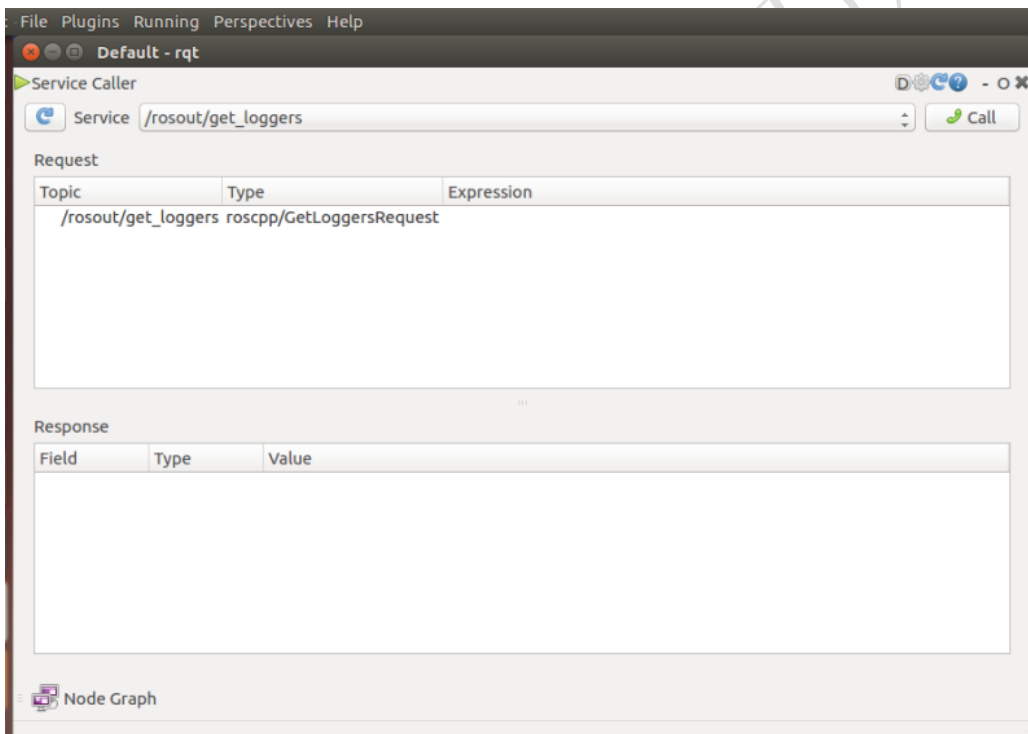 File Plugins Running Perspectives Help
Default - rqt
Service Caller
D - O
Service /rosout/get_loggers Call
Request
Topic Type Expression
/rosout/get_loggers roscpp/GetLoggersRequest
Response
Field Type Value
Node Graph